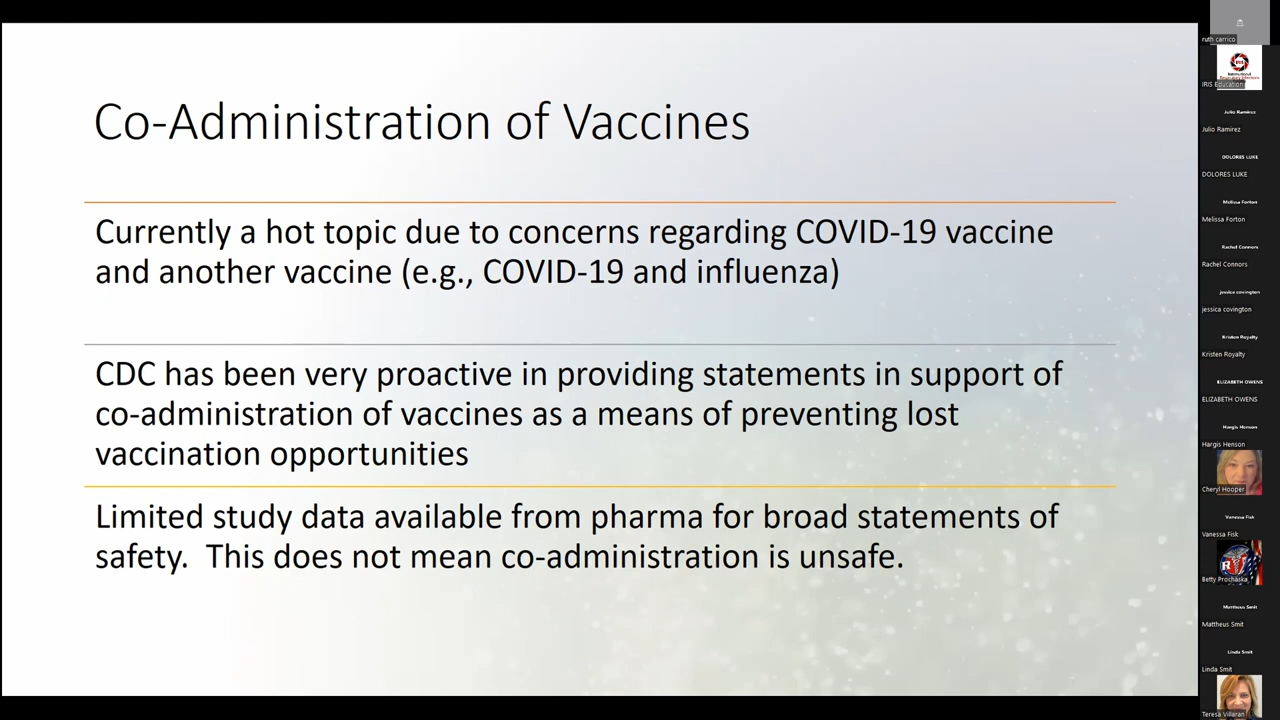 Co-Administration of Vaccines
Currently a hot topic due to concerns regarding COVID-19 vaccine
and another vaccine (e.g., COVID-19 and influenza)
CDC has been very proactive in providing statements in support of
co-administration of vaccines as a means of preventing lost
vaccination opportunities
Limited study data available from pharma for broad statements of
safety. This does not mean co-administration is unsafe.
ruth carrico
IRIS
IRIS Education
Julio Ramirez
Julio Ramirez
DOLORES LUKE
DOLORES LUKE
Melissa Forton
Melissa Forton
Rachel Connors
Rachel Connors
jessica covington
jessica covington
Kristen Royalty
Kristen Royalty
ELIZABETH OWENS
ELIZABETH OWENS
Hargis Henson
Hargis Henson
Cheryl Hooper
Vanessa Fisk
Vanessa Fisk
Betty Prochaska
Mattheus Smit
Mattheus Smit
Linda Smit
Linda Smit
Teresa Villaran